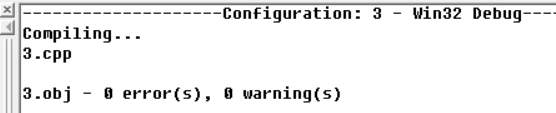 --------------------Configuration: 3 - Win32 Debug----
Compiling...
3.cpp
3.obj - 0 error(s), 0 warning(s)